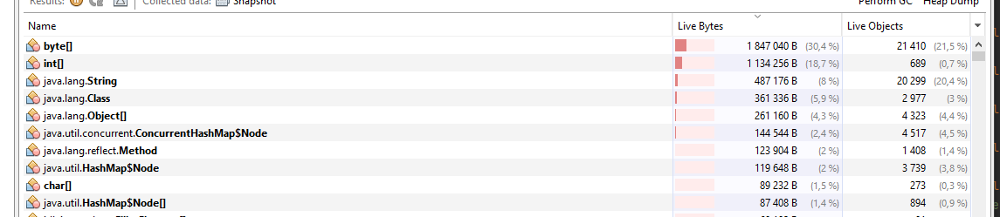 Results: Collected data: Snapshot Perform GC Heap Dump
Name Live Bytes Live Objects
byte[] 1 847 040 B (30,4 %) 21 410 (21,5 %)
int[] 1 134 256 B (18,7 %) 689 (0,7 %)
java.lang.String 487 176 B (8 %) 20 299 (20,4 %)
java.lang.Class 361 336 B (5,9 %) 2 977 (3 %)
java.lang.Object[] 261 160 B (4,3 %) 4 323 (4,4 %)
java.util.concurrent.ConcurrentHashMap$Node 144 544 B (2,4 %) 4 517 (4,5 %)
java.lang.reflect.Method 123 904 B (2 %) 1 408 (1,4 %)
java.util.HashMap$Node 119 648 B (2 %) 3 739 (3,8 %)
char[] 89 232 B (1,5 %) 273 (0,3 %)
java.util.HashMap$Node[] 87 408 B (1,4 %) 894 (0,9 %)